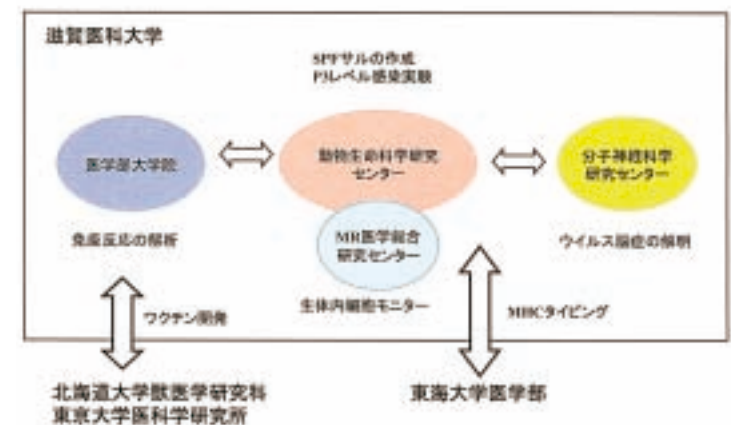 滋賀医科大学
SPFサルの作成
P3レベル感染実験
医学部大学院
動物生命科学研究
センター
分子神経科学
研究センター
免疫反応の解析
MR医学総合
研究センター
ウイルス脳症の解明
生体内細胞モニター
ワクチン開発
MHCタイピング
北海道大学獣医学研究科
東京大学医科学研究所
東海大学医学部